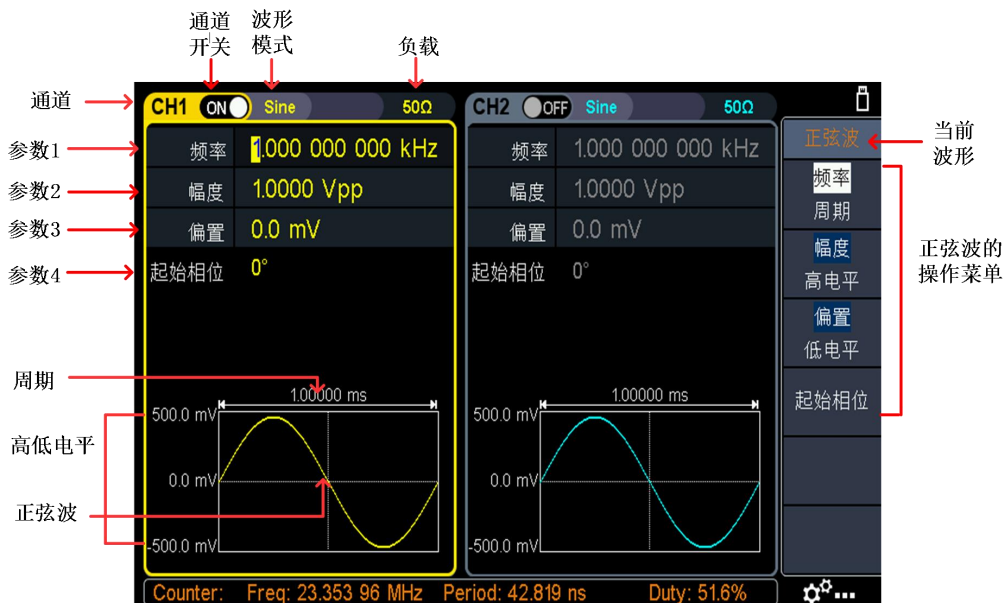 通道
开关
波形
模式
负载
通道
参数1
参数2
参数3
参数4
周期
高低电平
正弦波
CH1 ON Sine 50Ω
频率 1.000 000 000 kHz
幅度 1.0000 Vpp
偏置 0.0 mV
起始相位 0°
1.00000 ms
500.0 mV
0.0 mV
-500.0 mV
CH2 OFF Sine 50Ω
频率 1.000 000 000 kHz
幅度 1.0000 Vpp
偏置 0.0 mV
起始相位 0°
1.00000 ms
500.0 mV
0.0 mV
-500.0 mV
正弦波
频率
周期
幅度
高电平
偏置
低电平
起始相位
当前
波形
正弦波的
操作菜单
Counter: Freq: 23.353 96 MHz Period: 42.819 ns Duty: 51.6%